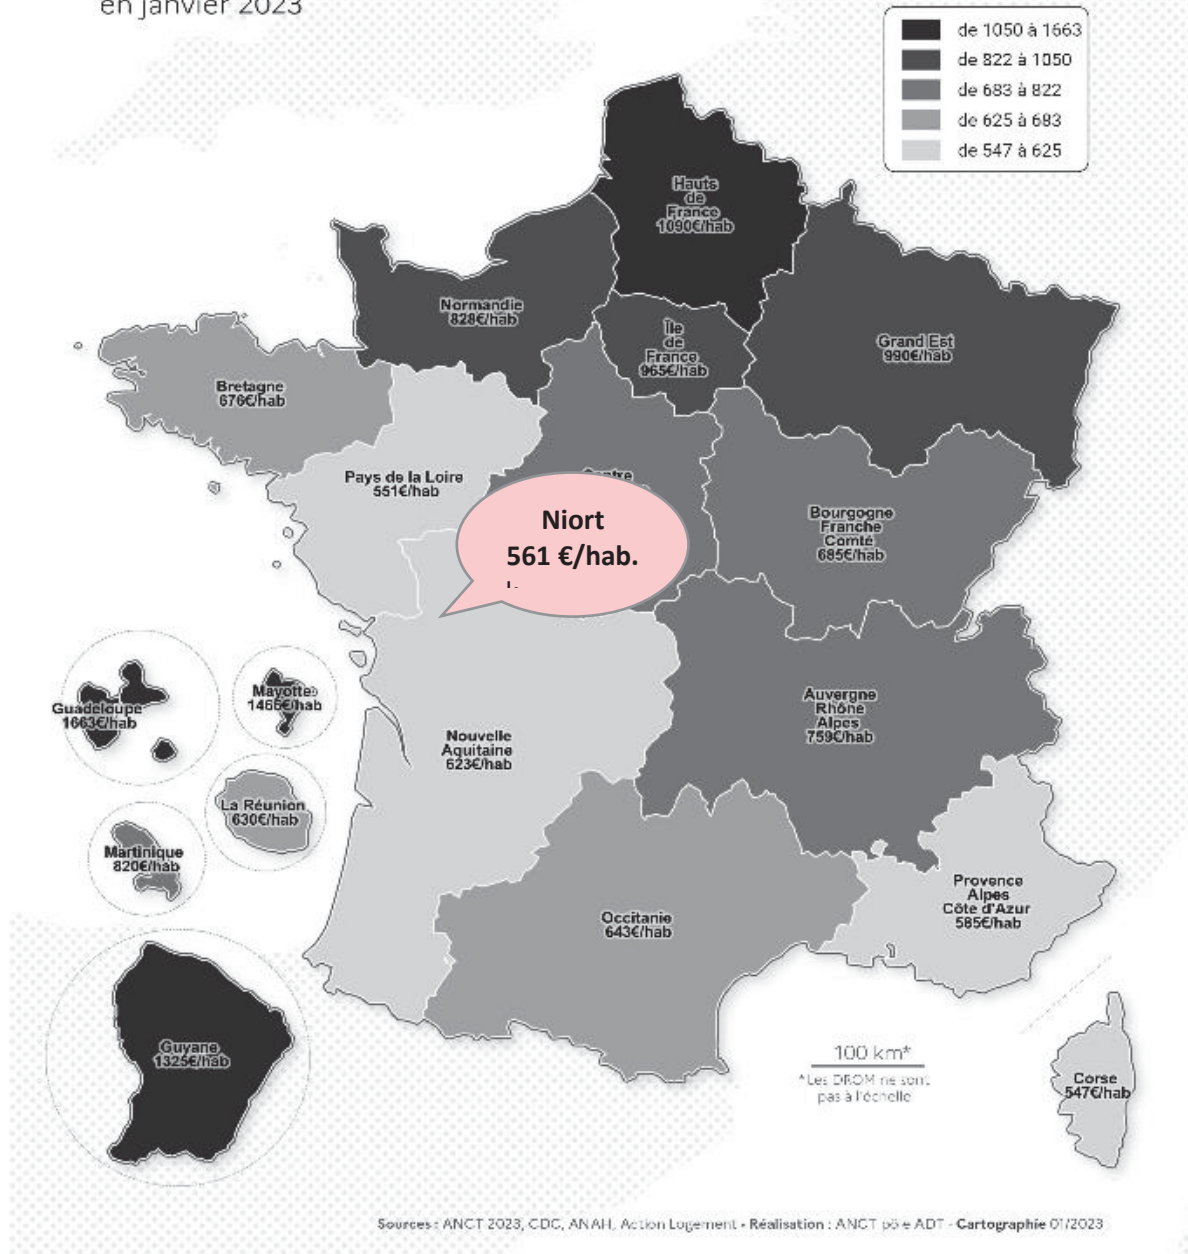 en janvier 2023
de 1050 à 1663
de 822 à 1050
de 683 à 822
de 625 à 683
de 547 à 625
Hauts
de
France
1090€/hab
Normandie
828€/hab
Île
de
France
965€/hab
Grand Est
990€/hab
Bretagne
676€/hab
Pays de la Loire
551€/hab
Centre
Niort
561 €/hab.
Bourgogne
Franche
Comté
685€/hab
Guadeloupe
1663€/hab
Mayotte
1466€/hab
Auvergne
Rhône
Alpes
759€/hab
Nouvelle
Aquitaine
623€/hab
La Réunion
630€/hab
Martinique
820€/hab
Provence
Alpes
Côte d'Azur
585€/hab
Occitanie
643€/hab
Guyane
1325€/hab
100 km*
*Les DROM ne sont
pas à l'échelle
Corse
547€/hab
Sources : ANCT 2023, CDC, ANAH, Action Logement • Réalisation : ANCT pôle ADT - Cartographie 01/2023